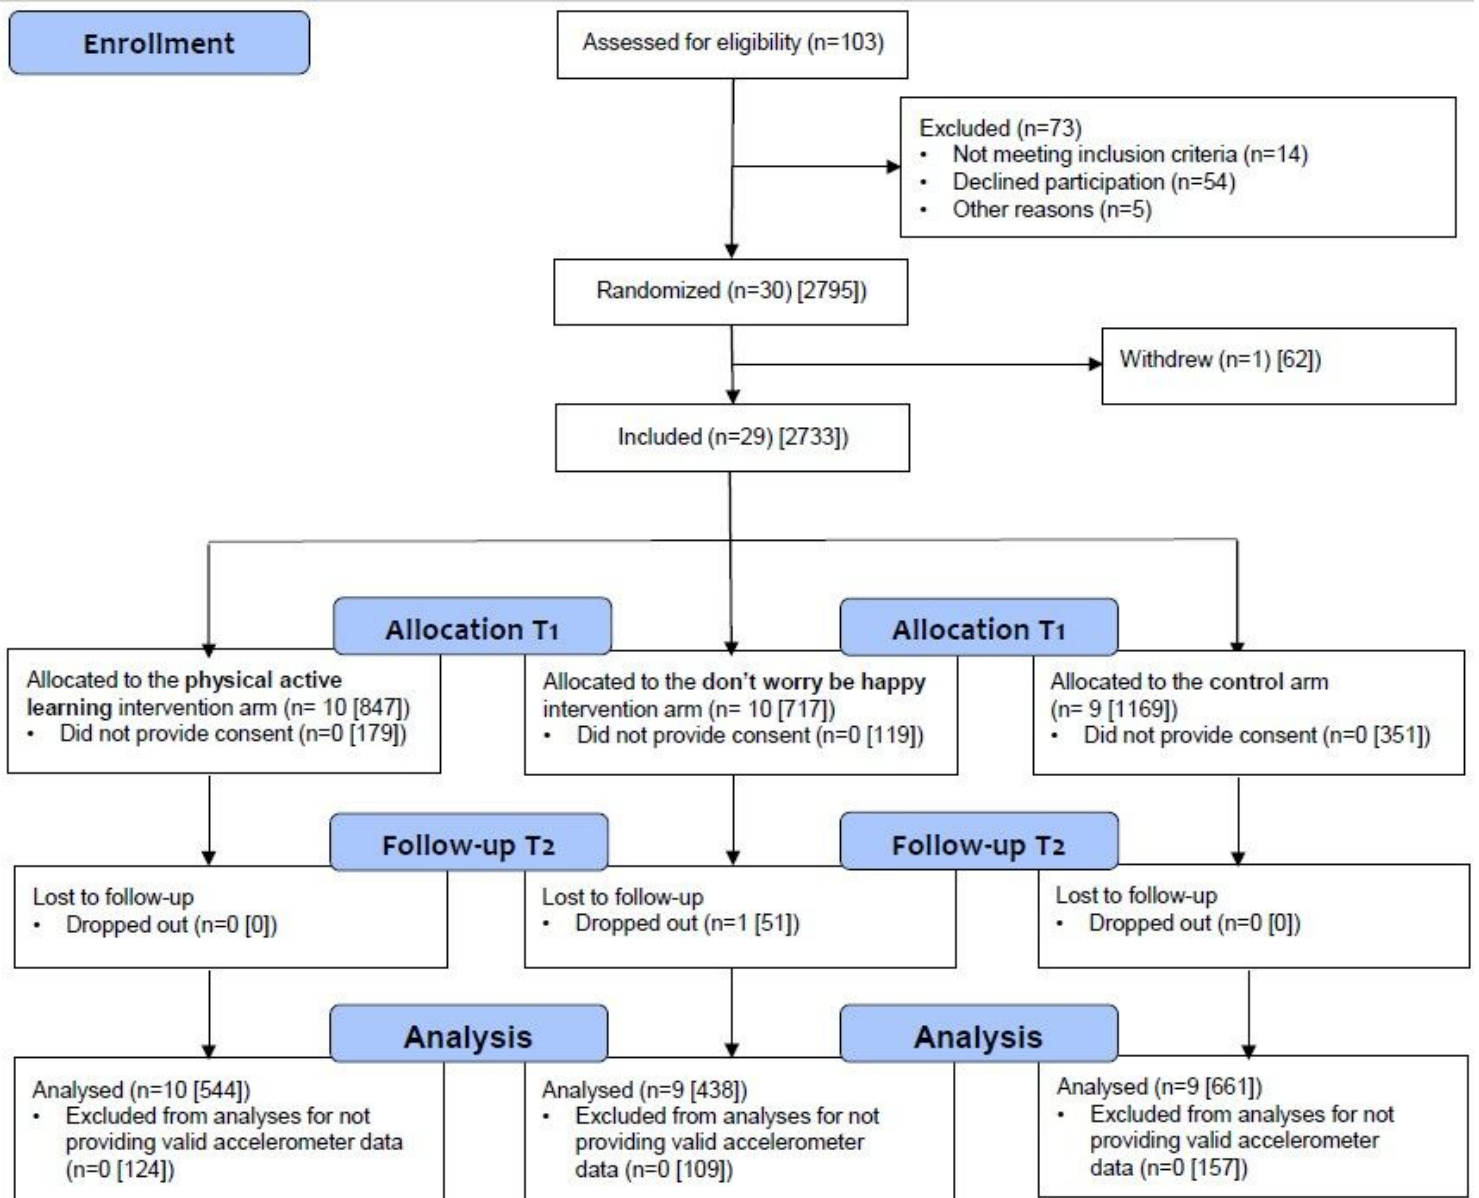 Enrollment
Assessed for eligibility (n=103)
Excluded (n=73)
• Not meeting inclusion criteria (n=14)
• Declined participation (n=54)
• Other reasons (n=5)
Randomized (n=30) [2795])
Withdrew (n=1) [62])
Included (n=29) [2733])
Allocation T1
Allocation T1
Allocated to the physical active
learning intervention arm (n= 10 [847])
• Did not provide consent (n=0 [179])
Allocated to the don’t worry be happy
intervention arm (n= 10 [717])
• Did not provide consent (n=0 [119])
Allocated to the control arm
(n= 9 [1169])
• Did not provide consent (n=0 [351])
Follow-up T2
Follow-up T2
Lost to follow-up
• Dropped out (n=0 [0])
Lost to follow-up
• Dropped out (n=1 [51])
Lost to follow-up
• Dropped out (n=0 [0])
Analysis
Analysis
Analysed (n=10 [544])
• Excluded from analyses for not
providing valid accelerometer data
(n=0 [124])
Analysed (n=9 [438])
• Excluded from analyses for not
providing valid accelerometer
data (n=0 [109])
Analysed (n=9 [661])
• Excluded from analyses for not
providing valid accelerometer
data (n=0 [157])